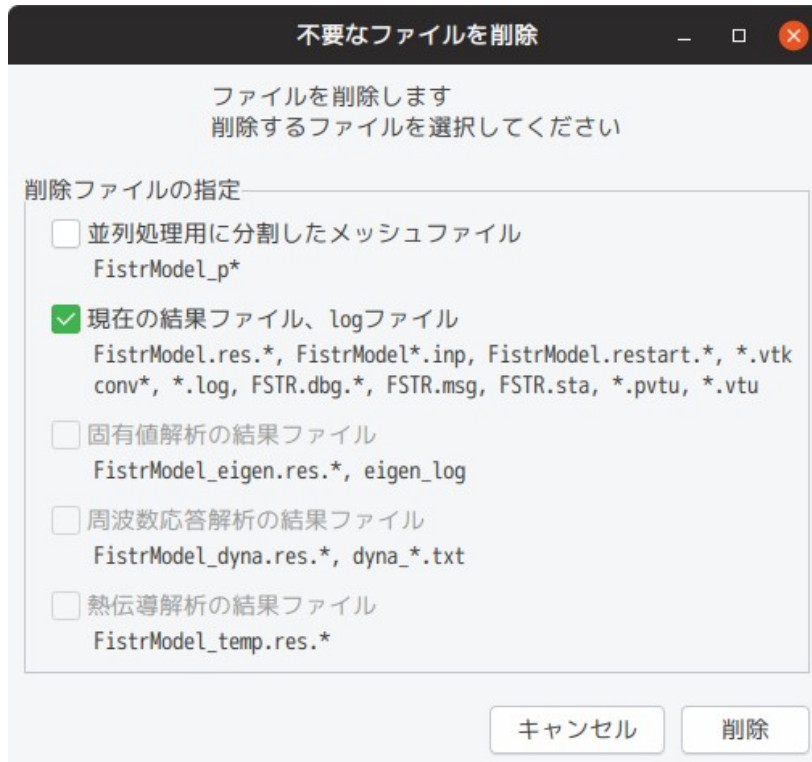 不要なファイルを削除
ファイルを削除します
削除するファイルを選択してください
削除ファイルの指定
並列処理用に分割したメッシュファイル
FistrModel_p*
現在の結果ファイル、logファイル
FistrModel.res.*, FistrModel*.inp, FistrModel.restart.*, *.vtk
conv*, *.log, FSTR.dbg.*, FSTR.msg, FSTR.sta, *.pvtu, *.vtu
固有値解析の結果ファイル
FistrModel_eigen.res.*, eigen_log
周波数応答解析の結果ファイル
FistrModel_dyna.res.*, dyna_*.txt
熱伝導解析の結果ファイル
FistrModel_temp.res.*
キャンセル 削除